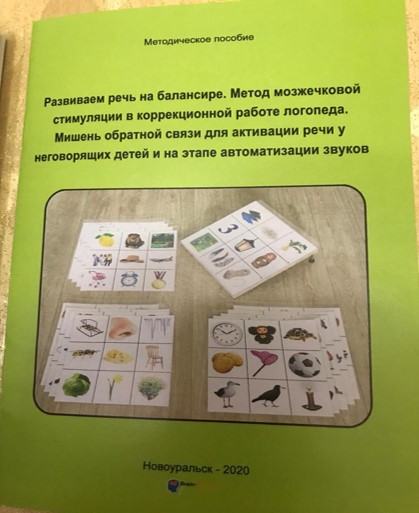 Методическое пособие
Развиваем речь на балансире. Метод мозжечковой
стимуляции в коррекционной работе логопеда.
Мишень обратной связи для активации речи у
неговорящих детей и на этапе автоматизации звуков
Новоуральск - 2020